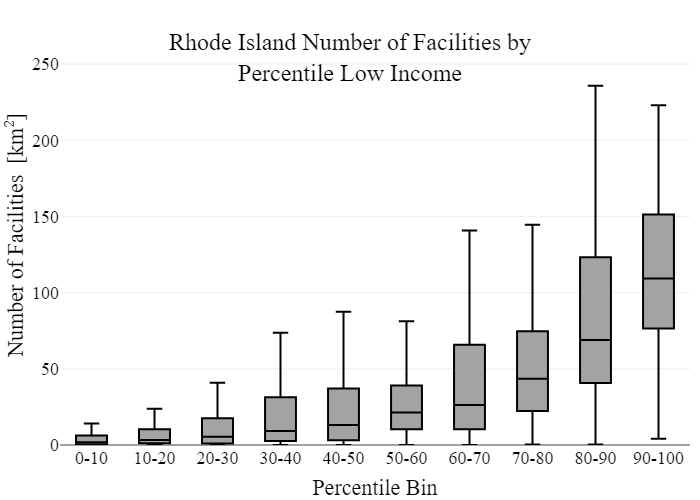 Rhode Island Number of Facilities by
Percentile Low Income
Number of Facilities [km²]
250
200
150
100
50
0
0-10 10-20 20-30 30-40 40-50 50-60 60-70 70-80 80-90 90-100
Percentile Bin